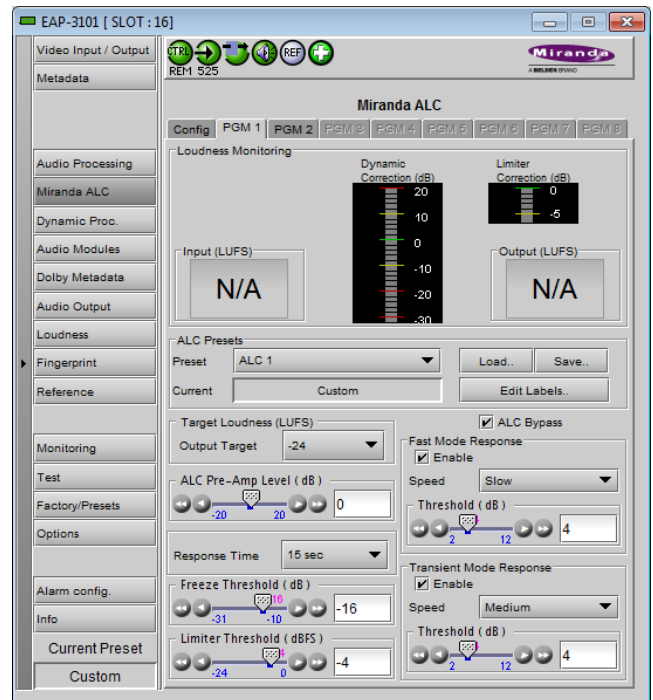 EAP-3101 [ SLOT : 16]
Video Input / Output
Metadata
Audio Processing
Miranda ALC
Dynamic Proc.
Audio Modules
Dolby Metadata
Audio Output
Loudness
Fingerprint
Reference
Monitoring
Test
Factory/Presets
Options
Alarm config.
Info
Current Preset
Custom
CTRL REF
REM 525
Miranda
A BELDEN BRAND
Miranda ALC
Config PGM 1 PGM 2 PGM 3 PGM 4 PGM 5 PGM 6 PGM 7 PGM 8
Loudness Monitoring
Dynamic
Correction (dB)
20
10
0
-10
-20
-30
Limiter
Correction (dB)
0
-5
Input (LUFS)
N/A
Output (LUFS)
N/A
ALC Presets
Preset ALC 1 Load.. Save..
Current Custom Edit Labels..
Target Loudness (LUFS)
Output Target -24
ALC Pre-Amp Level ( dB )
-20 20 0
Response Time 15 sec
Freeze Threshold ( dB )
16
-31 -10 -16
Limiter Threshold ( dBFS )
4
-24 0 -4
ALC Bypass
Fast Mode Response
Enable
Speed Slow
Threshold ( dB )
2 12 4
Transient Mode Response
Enable
Speed Medium
Threshold ( dB )
2 12 4